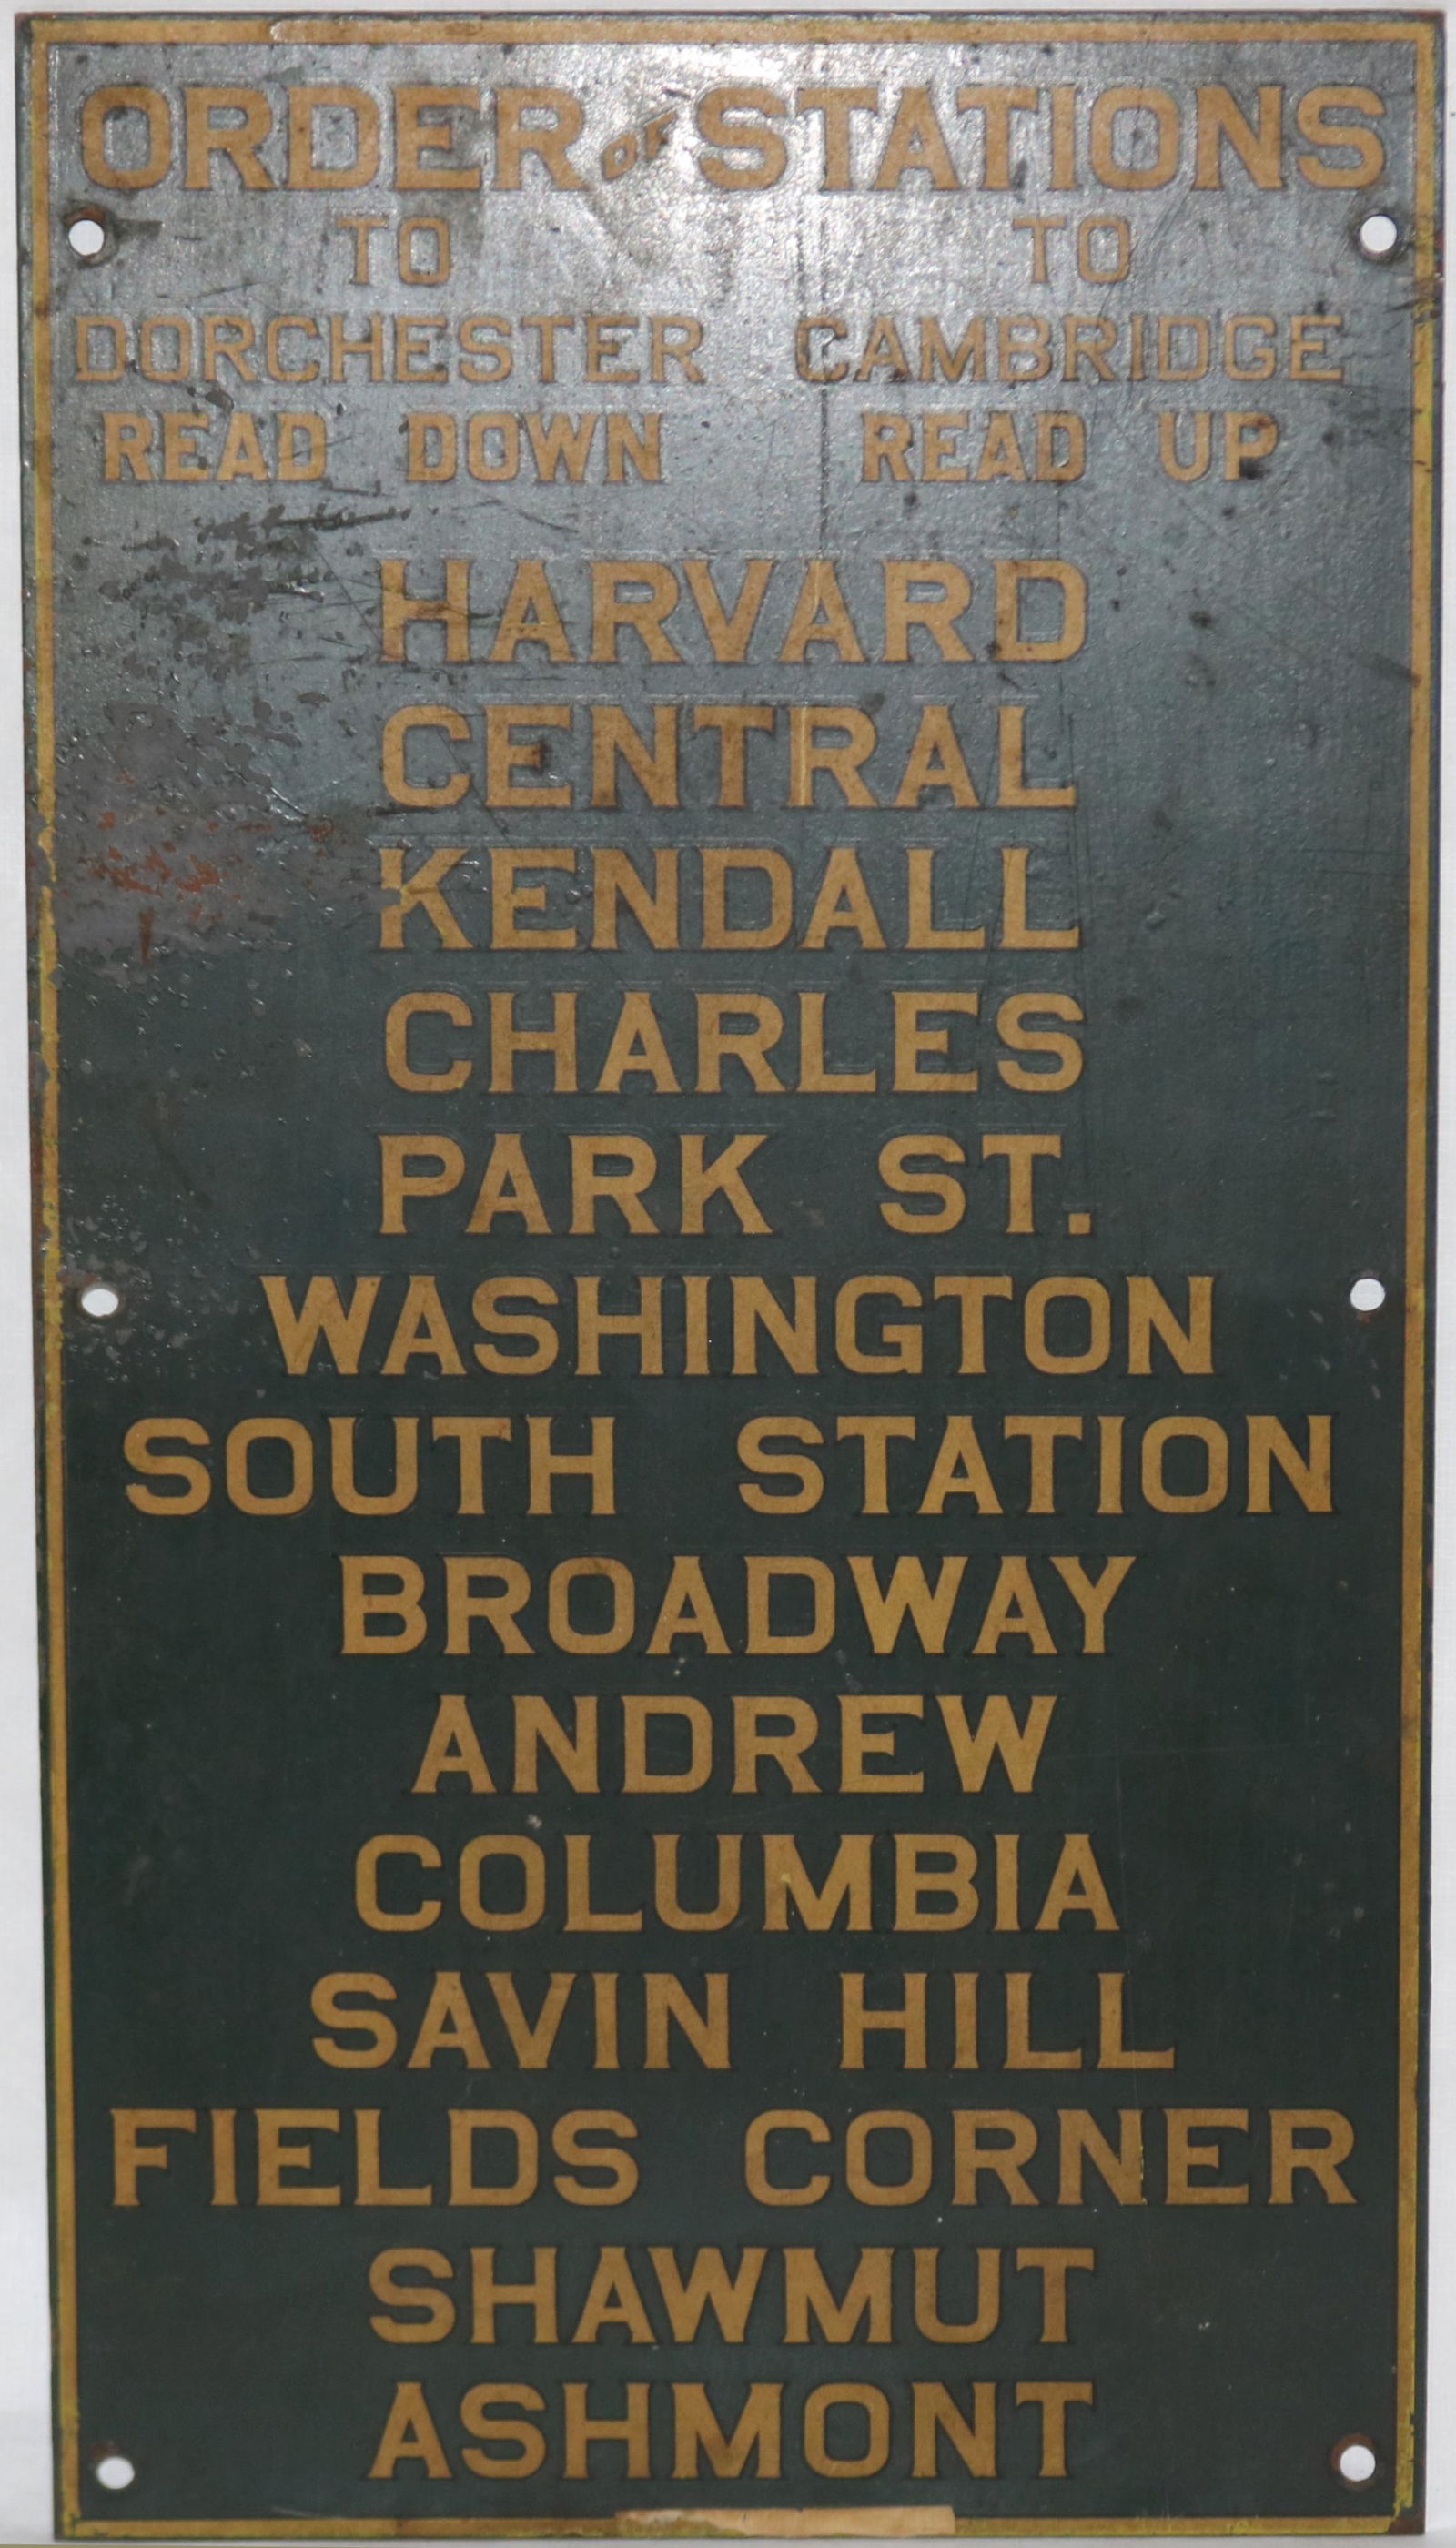 ORDER OF STATIONS
TO TO
DORCHESTER CAMBRIDGE
READ DOWN READ UP
HARVARD
CENTRAL
KENDALL
CHARLES
PARK ST.
WASHINGTON
SOUTH STATION
BROADWAY
ANDREW
COLUMBIA
SAVIN HILL
FIELDS CORNER
SHAWMUT
ASHMONT